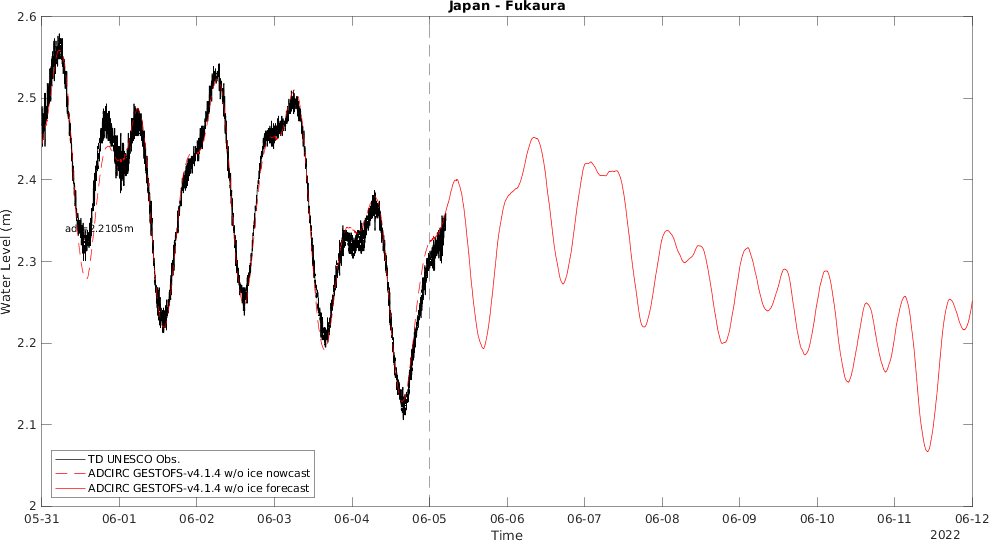 Japan - Fukaura
Water Level (m)
2.6
2.5
2.4
2.3
2.2
2.1
2
2.2105m
TD UNESCO Obs.
ADCIRC GESTOFS-v4.1.4 w/o ice nowcast
ADCIRC GESTOFS-v4.1.4 w/o ice forecast
05-31 06-01 06-02 06-03 06-04 06-05 06-06 06-07 06-08 06-09 06-10 06-11 06-12
Time
2022